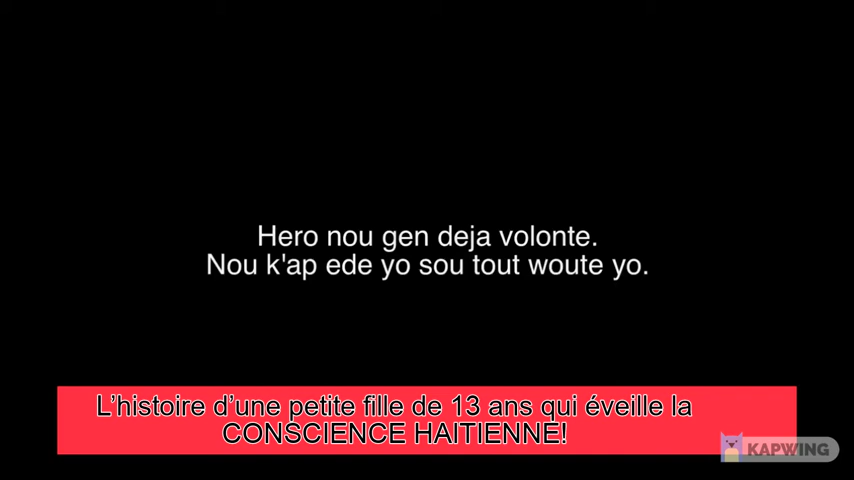 Hero nou gen deja volonte.
Nou k'ap ede yo sou tout woute yo.
L'histoire d'une petite fille de 13 ans qui éveille la
CONSCIENCE HAITIENNE!
KAPWING